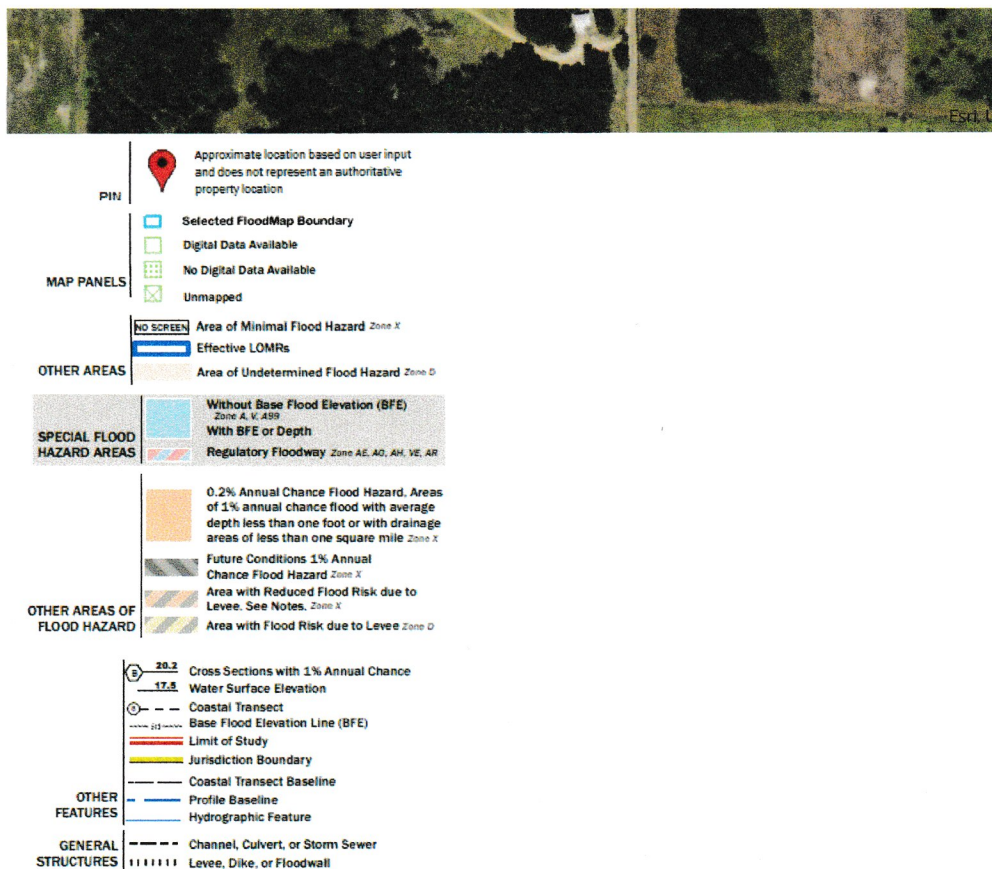 Esri, U
PIN
Approximate location based on user input
and does not represent an authoritative
property location
MAP PANELS
Selected FloodMap Boundary
Digital Data Available
No Digital Data Available
Unmapped
OTHER AREAS
NO SCREEN Area of Minimal Flood Hazard Zone X
Effective LOMRs
Area of Undetermined Flood Hazard Zone D
SPECIAL FLOOD
HAZARD AREAS
Without Base Flood Elevation (BFE)
Zone A, V, A99
With BFE or Depth
Regulatory Floodway Zone AE, AO, AH, VE, AR
OTHER AREAS OF
FLOOD HAZARD
0.2% Annual Chance Flood Hazard, Areas
of 1% annual chance flood with average
depth less than one foot or with drainage
areas of less than one square mile Zone X
Future Conditions 1% Annual
Chance Flood Hazard Zone X
Area with Reduced Flood Risk due to
Levee. See Notes. Zone X
Area with Flood Risk due to Levee Zone D
OTHER
FEATURES
B 20.2 Cross Sections with 1% Annual Chance
17.5 Water Surface Elevation
8 Coastal Transect
513 Base Flood Elevation Line (BFE)
Limit of Study
Jurisdiction Boundary
Coastal Transect Baseline
Profile Baseline
Hydrographic Feature
GENERAL
STRUCTURES
Channel, Culvert, or Storm Sewer
Levee, Dike, or Floodwall